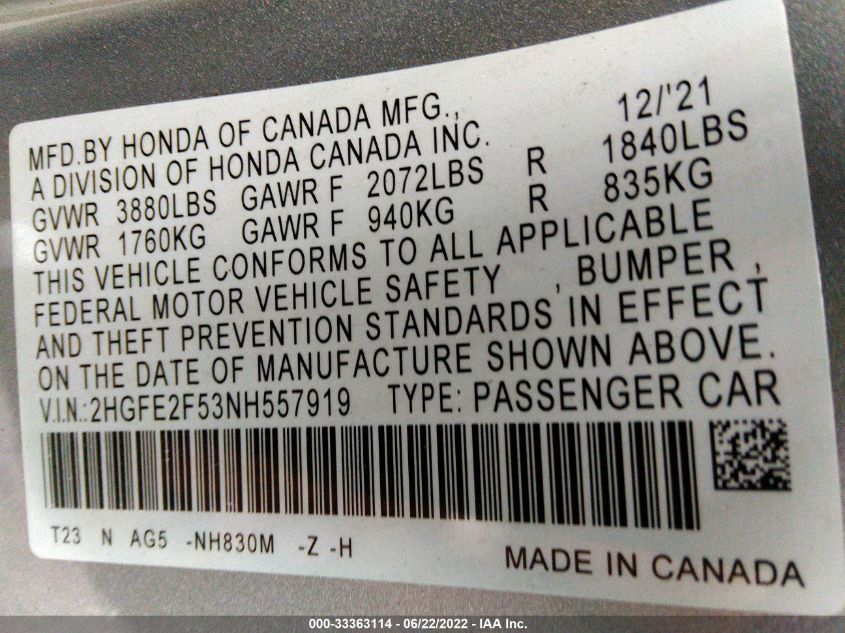 MFD.BY HONDA OF CANADA MFG., 12/'21
A DIVISION OF HONDA CANADA INC.
GVWR 3880LBS GAWR F 2072LBS R 1840LBS
GVWR 1760KG GAWR F 940KG R 835KG
THIS VEHICLE CONFORMS TO ALL APPLICABLE
FEDERAL MOTOR VEHICLE SAFETY , BUMPER ,
AND THEFT PREVENTION STANDARDS IN EFFECT
ON THE DATE OF MANUFACTURE SHOWN ABOVE.
V.I.N.:2HGFE2F53NH557919 TYPE: PASSENGER CAR
T23 N AG5 -NH830M -Z -H
MADE IN CANADA
000-33363114 - 06/22/2022 - IAA Inc.